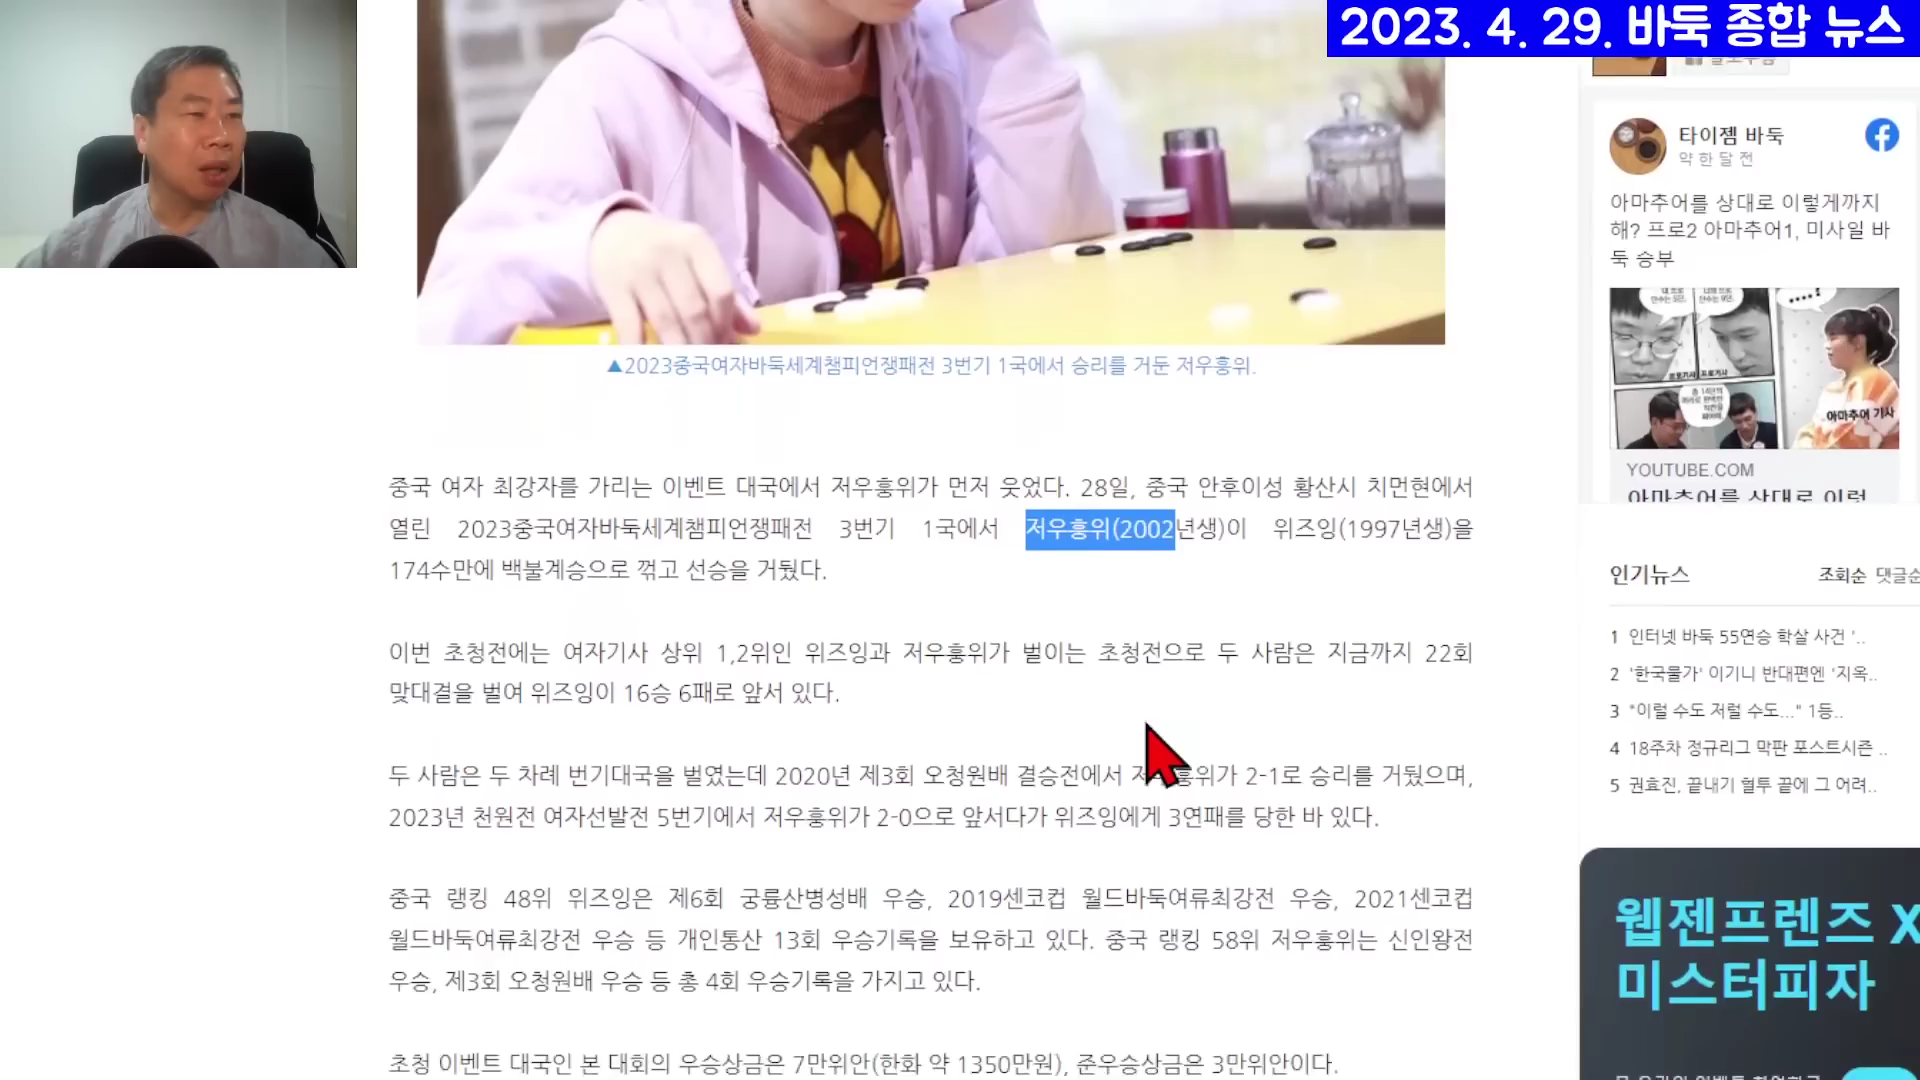 2023. 4. 29. 바둑 종합 뉴스
▲2023중국여자바둑세계챔피언쟁패전 3번기 1국에서 승리를 거둔 저우훙위.
중국 여자 최강자를 가리는 이벤트 대국에서 저우훙위가 먼저 웃었다. 28일, 중국 안후이성 황산시 치먼현에서
열린 2023중국여자바둑세계챔피언쟁패전 3번기 1국에서 저우훙위(2002년생)이 위즈잉(1997년생)을
174수만에 백불계승으로 꺾고 선승을 거뒀다.
이번 초청전에는 여자기사 상위 1,2위인 위즈잉과 저우훙위가 벌이는 초청전으로 두 사람은 지금까지 22회
맞대결을 벌여 위즈잉이 16승 6패로 앞서 있다.
두 사람은 두 차례 번기대국을 벌였는데 2020년 제3회 오청원배 결승전에서 저우훙위가 2-1로 승리를 거뒀으며,
2023년 천원전 여자선발전 5번기에서 저우훙위가 2-0으로 앞서다가 위즈잉에게 3연패를 당한 바 있다.
중국 랭킹 48위 위즈잉은 제6회 궁륭산병성배 우승, 2019센코컵 월드바둑여류최강전 우승, 2021센코컵
월드바둑여류최강전 우승 등 개인통산 13회 우승기록을 보유하고 있다. 중국 랭킹 58위 저우훙위는 신인왕전
우승, 제3회 오청원배 우승 등 총 4회 우승기록을 가지고 있다.
초청 이벤트 대국인 본 대회의 우승상금은 7만위안(한화 약 1350만원), 준우승상금은 3만위안이다.
타이젬 바둑
약 한 달 전
아마추어를 상대로 이렇게까지
해? 프로2 아마추어1, 미사일 바
둑 승부
프로기사 프로기사
아마추어 기사
YOUTUBE.COM
아마추어를 상대로 이런
인기뉴스 조회순 댓글순
1 인터넷 바둑 55연승 학살 사건 '..
2 '한국물가' 이기니 반대편엔 '지옥..
3 "이럴 수도 저럴 수도..." 1등..
4 18주차 정규리그 막판 포스트시즌 ..
5 권효진, 끝내기 혈투 끝에 그 어려..
웹젠프렌즈 X
미스터피자